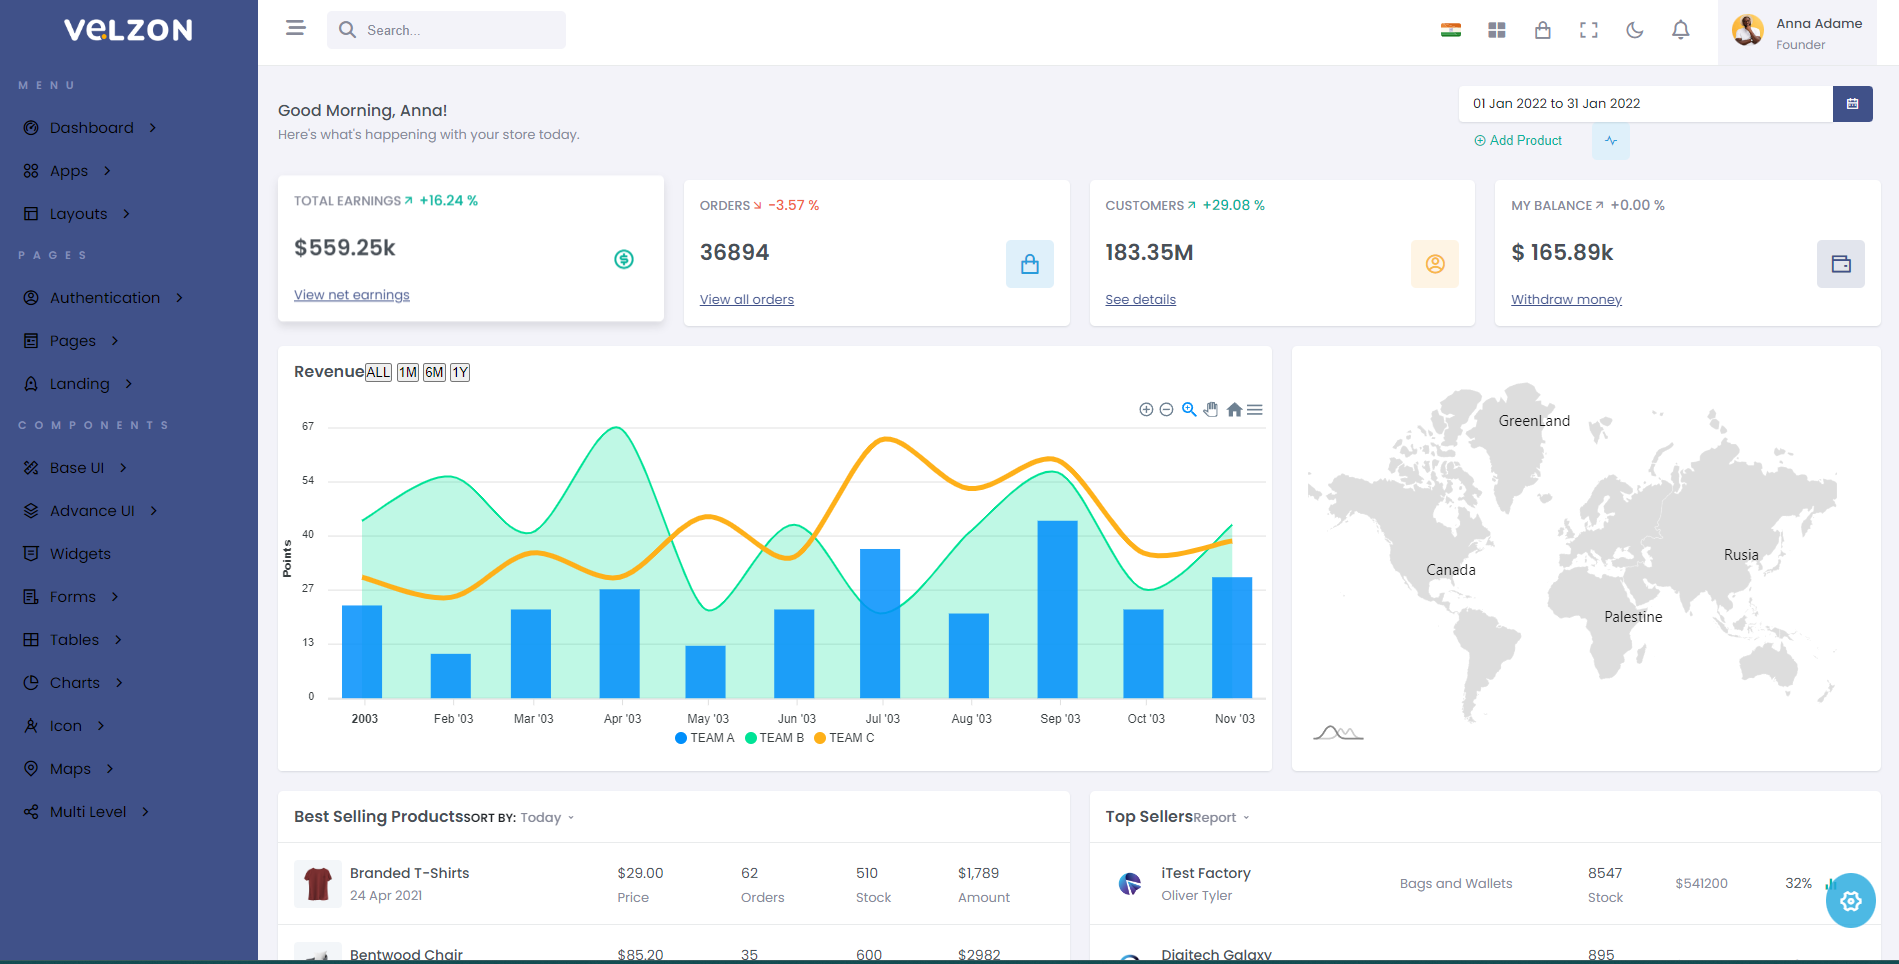 VELZON
MENU
Dashboard
Apps
Layouts
PAGES
Authentication
Pages
Landing
COMPONENTS
Base UI
Advance UI
Widgets
Forms
Tables
Charts
Icon
Maps
Multi Level
Search...
Anna Adame
Founder
Good Morning, Anna!
Here's what's happening with your store today.
01 Jan 2022 to 31 Jan 2022
Add Product
TOTAL EARNINGS +16.24 %
$559.25k
View net earnings
ORDERS -3.57 %
36894
View all orders
CUSTOMERS +29.08 %
183.35M
See details
MY BALANCE +0.00 %
$ 165.89k
Withdraw money
Revenue ALL 1M 6M 1Y
67
54
40
27
13
0
Points
2003 Feb '03 Mar '03 Apr '03 May '03 Jun '03 Jul '03 Aug '03 Sep '03 Oct '03 Nov '03
TEAM A TEAM B TEAM C
GreenLand
Rusia
Canada
Palestine
Best Selling Products SORT BY: Today
Branded T-Shirts $29.00 62 510 $1,789
24 Apr 2021 Price Orders Stock Amount
Bentwood Chair $85.20 35 600 $2982
Top Sellers Report
iTest Factory 8547
Oliver Tyler Bags and Wallets Stock $541200 32%
Digitech Galaxy 895